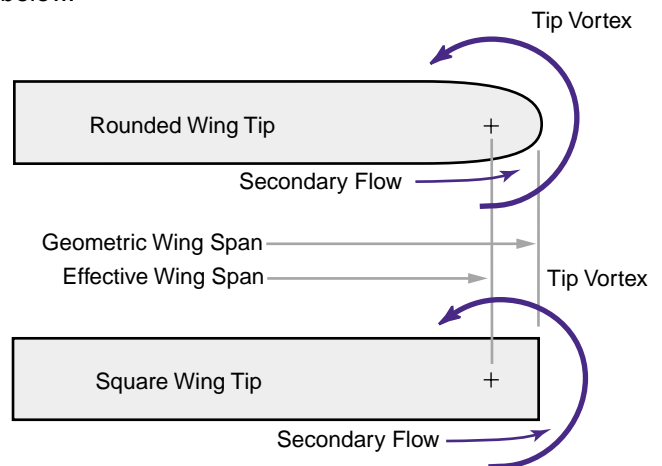 below.
Tip Vortex
Rounded Wing Tip
Secondary Flow
Geometric Wing Span
Effective Wing Span
Tip Vortex
Square Wing Tip
Secondary Flow